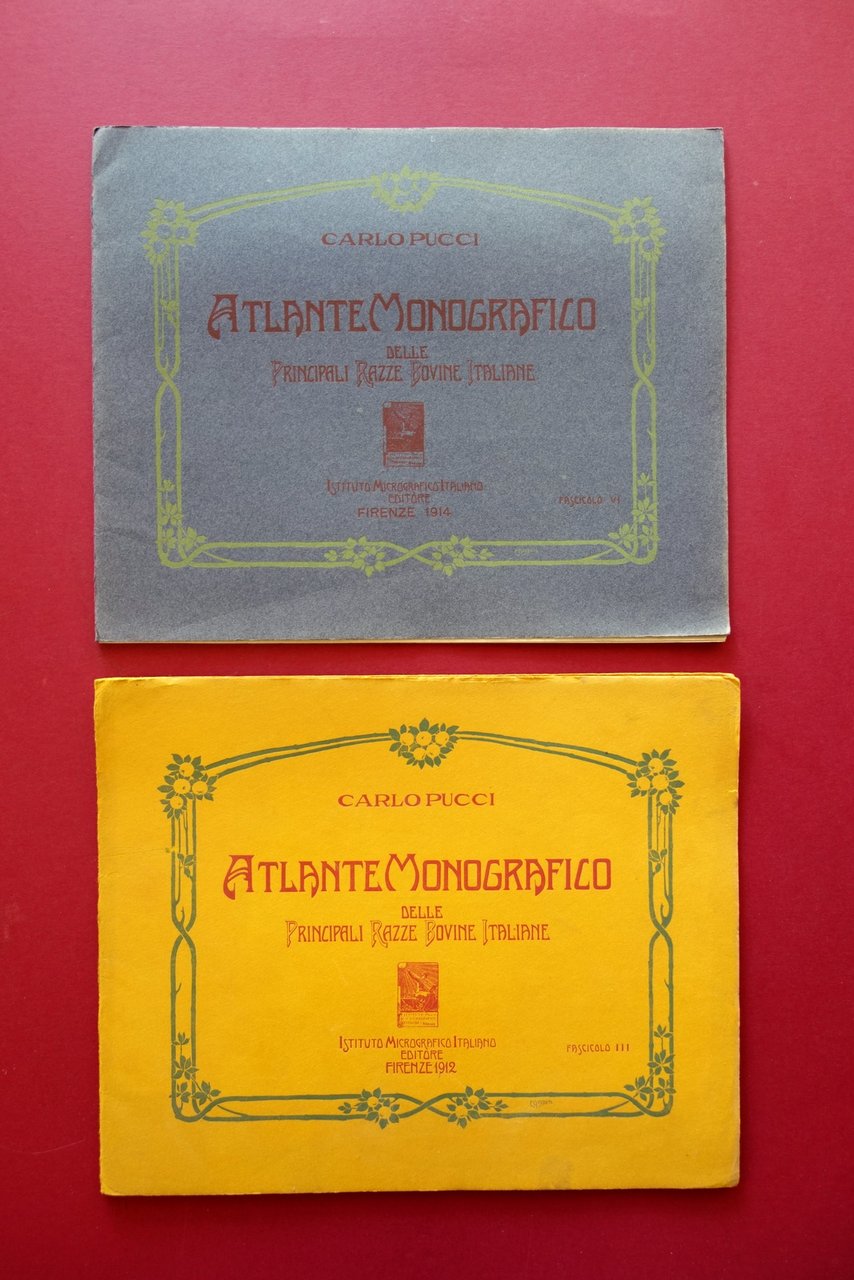 CARLO PUCCI
ATLANTE MONOGRAFICO
DELLE
PRINCIPALI RAZZE BOVINE ITALIANE
ISTITUTO MICROGRAFICO ITALIANO
EDITORE
FIRENZE 1914
FASCICOLO VI
CARLO PUCCI
ATLANTE MONOGRAFICO
DELLE
PRINCIPALI RAZZE BOVINE ITALIANE
ISTITUTO MICROGRAFICO ITALIANO
EDITORE
FIRENZE 1912
FASCICOLO III